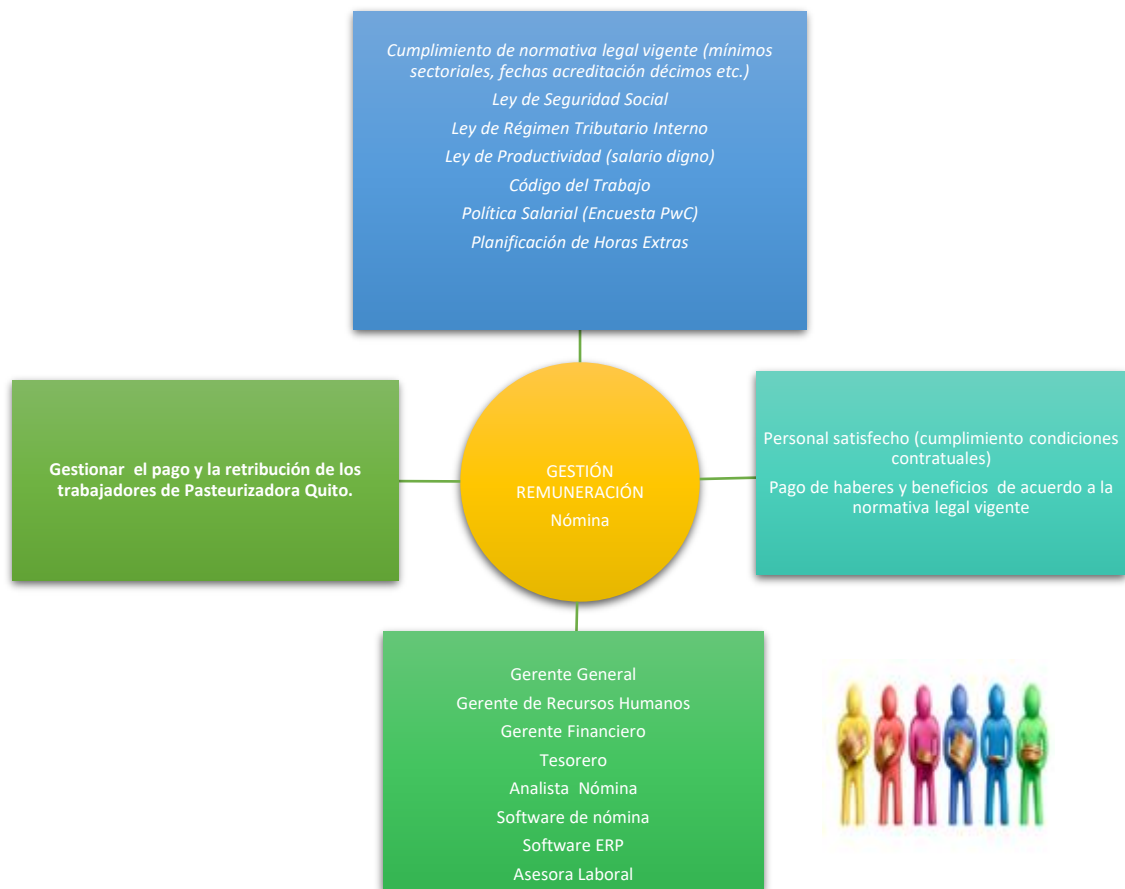 Cumplimiento de normativa legal vigente (mínimos
sectoriales, fechas acreditación décimos etc.)
Ley de Seguridad Social
Ley de Régimen Tributario Interno
Ley de Productividad (salario digno)
Código del Trabajo
Política Salarial (Encuesta PwC)
Planificación de Horas Extras
Gestionar el pago y la retribución de los
trabajadores de Pasteurizadora Quito.
GESTIÓN
REMUNERACIÓN
Nómina
Personal satisfecho (cumplimiento condiciones
contratuales)
Pago de haberes y beneficios de acuerdo a la
normativa legal vigente
Gerente General
Gerente de Recursos Humanos
Gerente Financiero
Tesorero
Analista Nómina
Software de nómina
Software ERP
Asesora Laboral